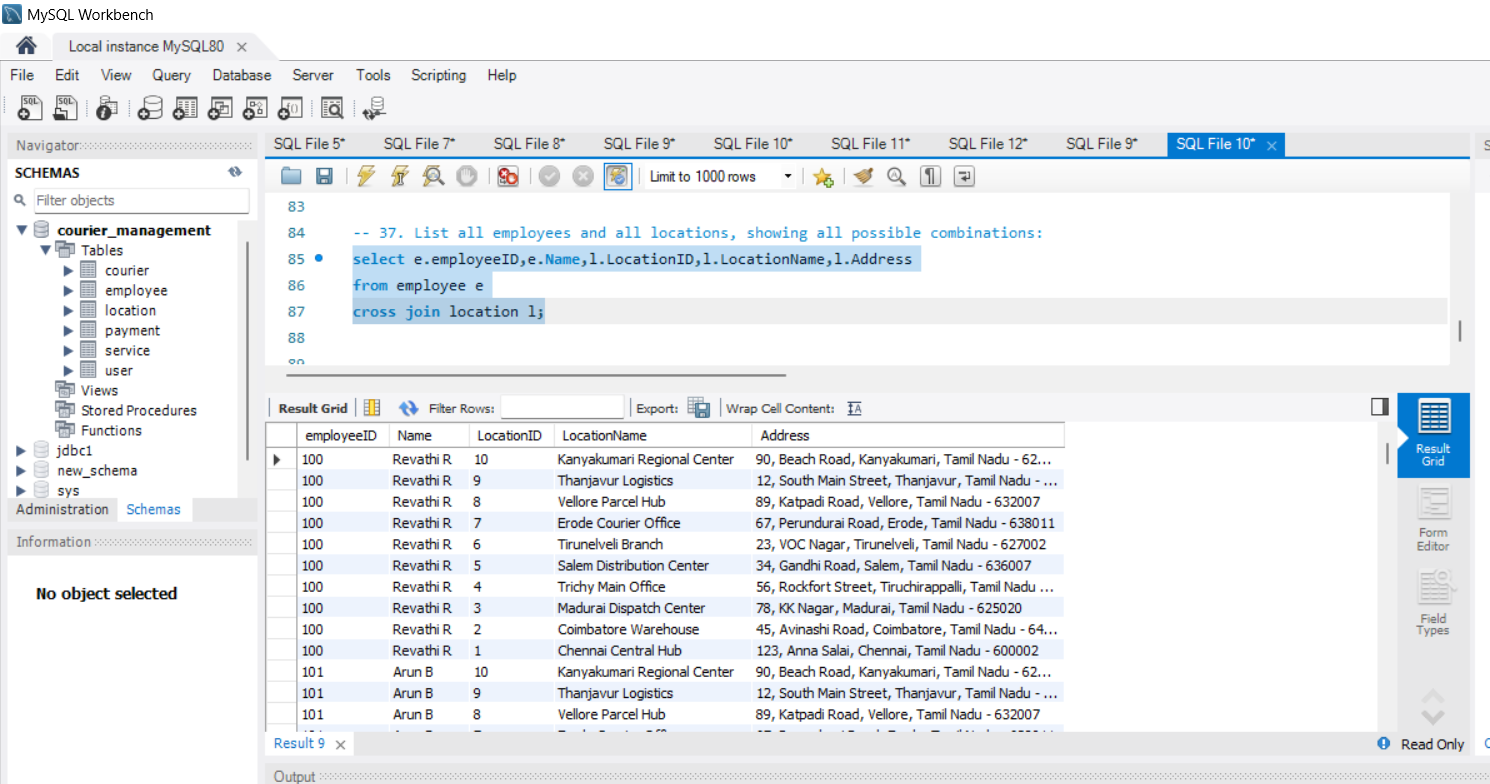 MySQL Workbench
Local instance MySQL80
File Edit View Query Database Server Tools Scripting Help
Navigator
SCHEMAS
Filter objects
courier_management
Tables
courier
employee
location
payment
service
user
Views
Stored Procedures
Functions
jdbc1
new_schema
sys
Administration Schemas
Information
No object selected
SQL File 5* SQL File 7* SQL File 8* SQL File 9* SQL File 10* SQL File 11* SQL File 12* SQL File 9* SQL File 10*
Limit to 1000 rows
83
84 -- 37. List all employees and all locations, showing all possible combinations:
85 select e.employeeID,e.Name,l.LocationID,l.LocationName,l.Address
86 from employee e
87 cross join location l;
88
89
Result Grid Filter Rows: Export: Wrap Cell Content:
employeeID Name LocationID LocationName Address
100 Revathi R 10 Kanyakumari Regional Center 90, Beach Road, Kanyakumari, Tamil Nadu - 62...
100 Revathi R 9 Thanjavur Logistics 12, South Main Street, Thanjavur, Tamil Nadu - ...
100 Revathi R 8 Vellore Parcel Hub 89, Katpadi Road, Vellore, Tamil Nadu - 632007
100 Revathi R 7 Erode Courier Office 67, Perundurai Road, Erode, Tamil Nadu - 638011
100 Revathi R 6 Tirunelveli Branch 23, VOC Nagar, Tirunelveli, Tamil Nadu - 627002
100 Revathi R 5 Salem Distribution Center 34, Gandhi Road, Salem, Tamil Nadu - 636007
100 Revathi R 4 Trichy Main Office 56, Rockfort Street, Tiruchirappalli, Tamil Nadu ...
100 Revathi R 3 Madurai Dispatch Center 78, KK Nagar, Madurai, Tamil Nadu - 625020
100 Revathi R 2 Coimbatore Warehouse 45, Avinashi Road, Coimbatore, Tamil Nadu - 64...
100 Revathi R 1 Chennai Central Hub 123, Anna Salai, Chennai, Tamil Nadu - 600002
101 Arun B 10 Kanyakumari Regional Center 90, Beach Road, Kanyakumari, Tamil Nadu - 62...
101 Arun B 9 Thanjavur Logistics 12, South Main Street, Thanjavur, Tamil Nadu - ...
101 Arun B 8 Vellore Parcel Hub 89, Katpadi Road, Vellore, Tamil Nadu - 632007
Result Grid
Form Editor
Field Types
Result 9
Read Only
Output